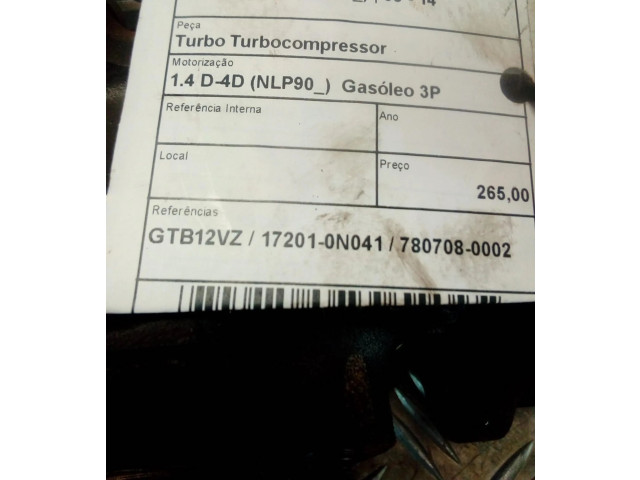 Peça
Turbo Turbocompressor
Motorização
1.4 D-4D (NLP90_) Gasóleo 3P
Referência Interna
Ano
Local
Preço
265,00
Referências
GTB12VZ / 17201-0N041 / 780708-0002